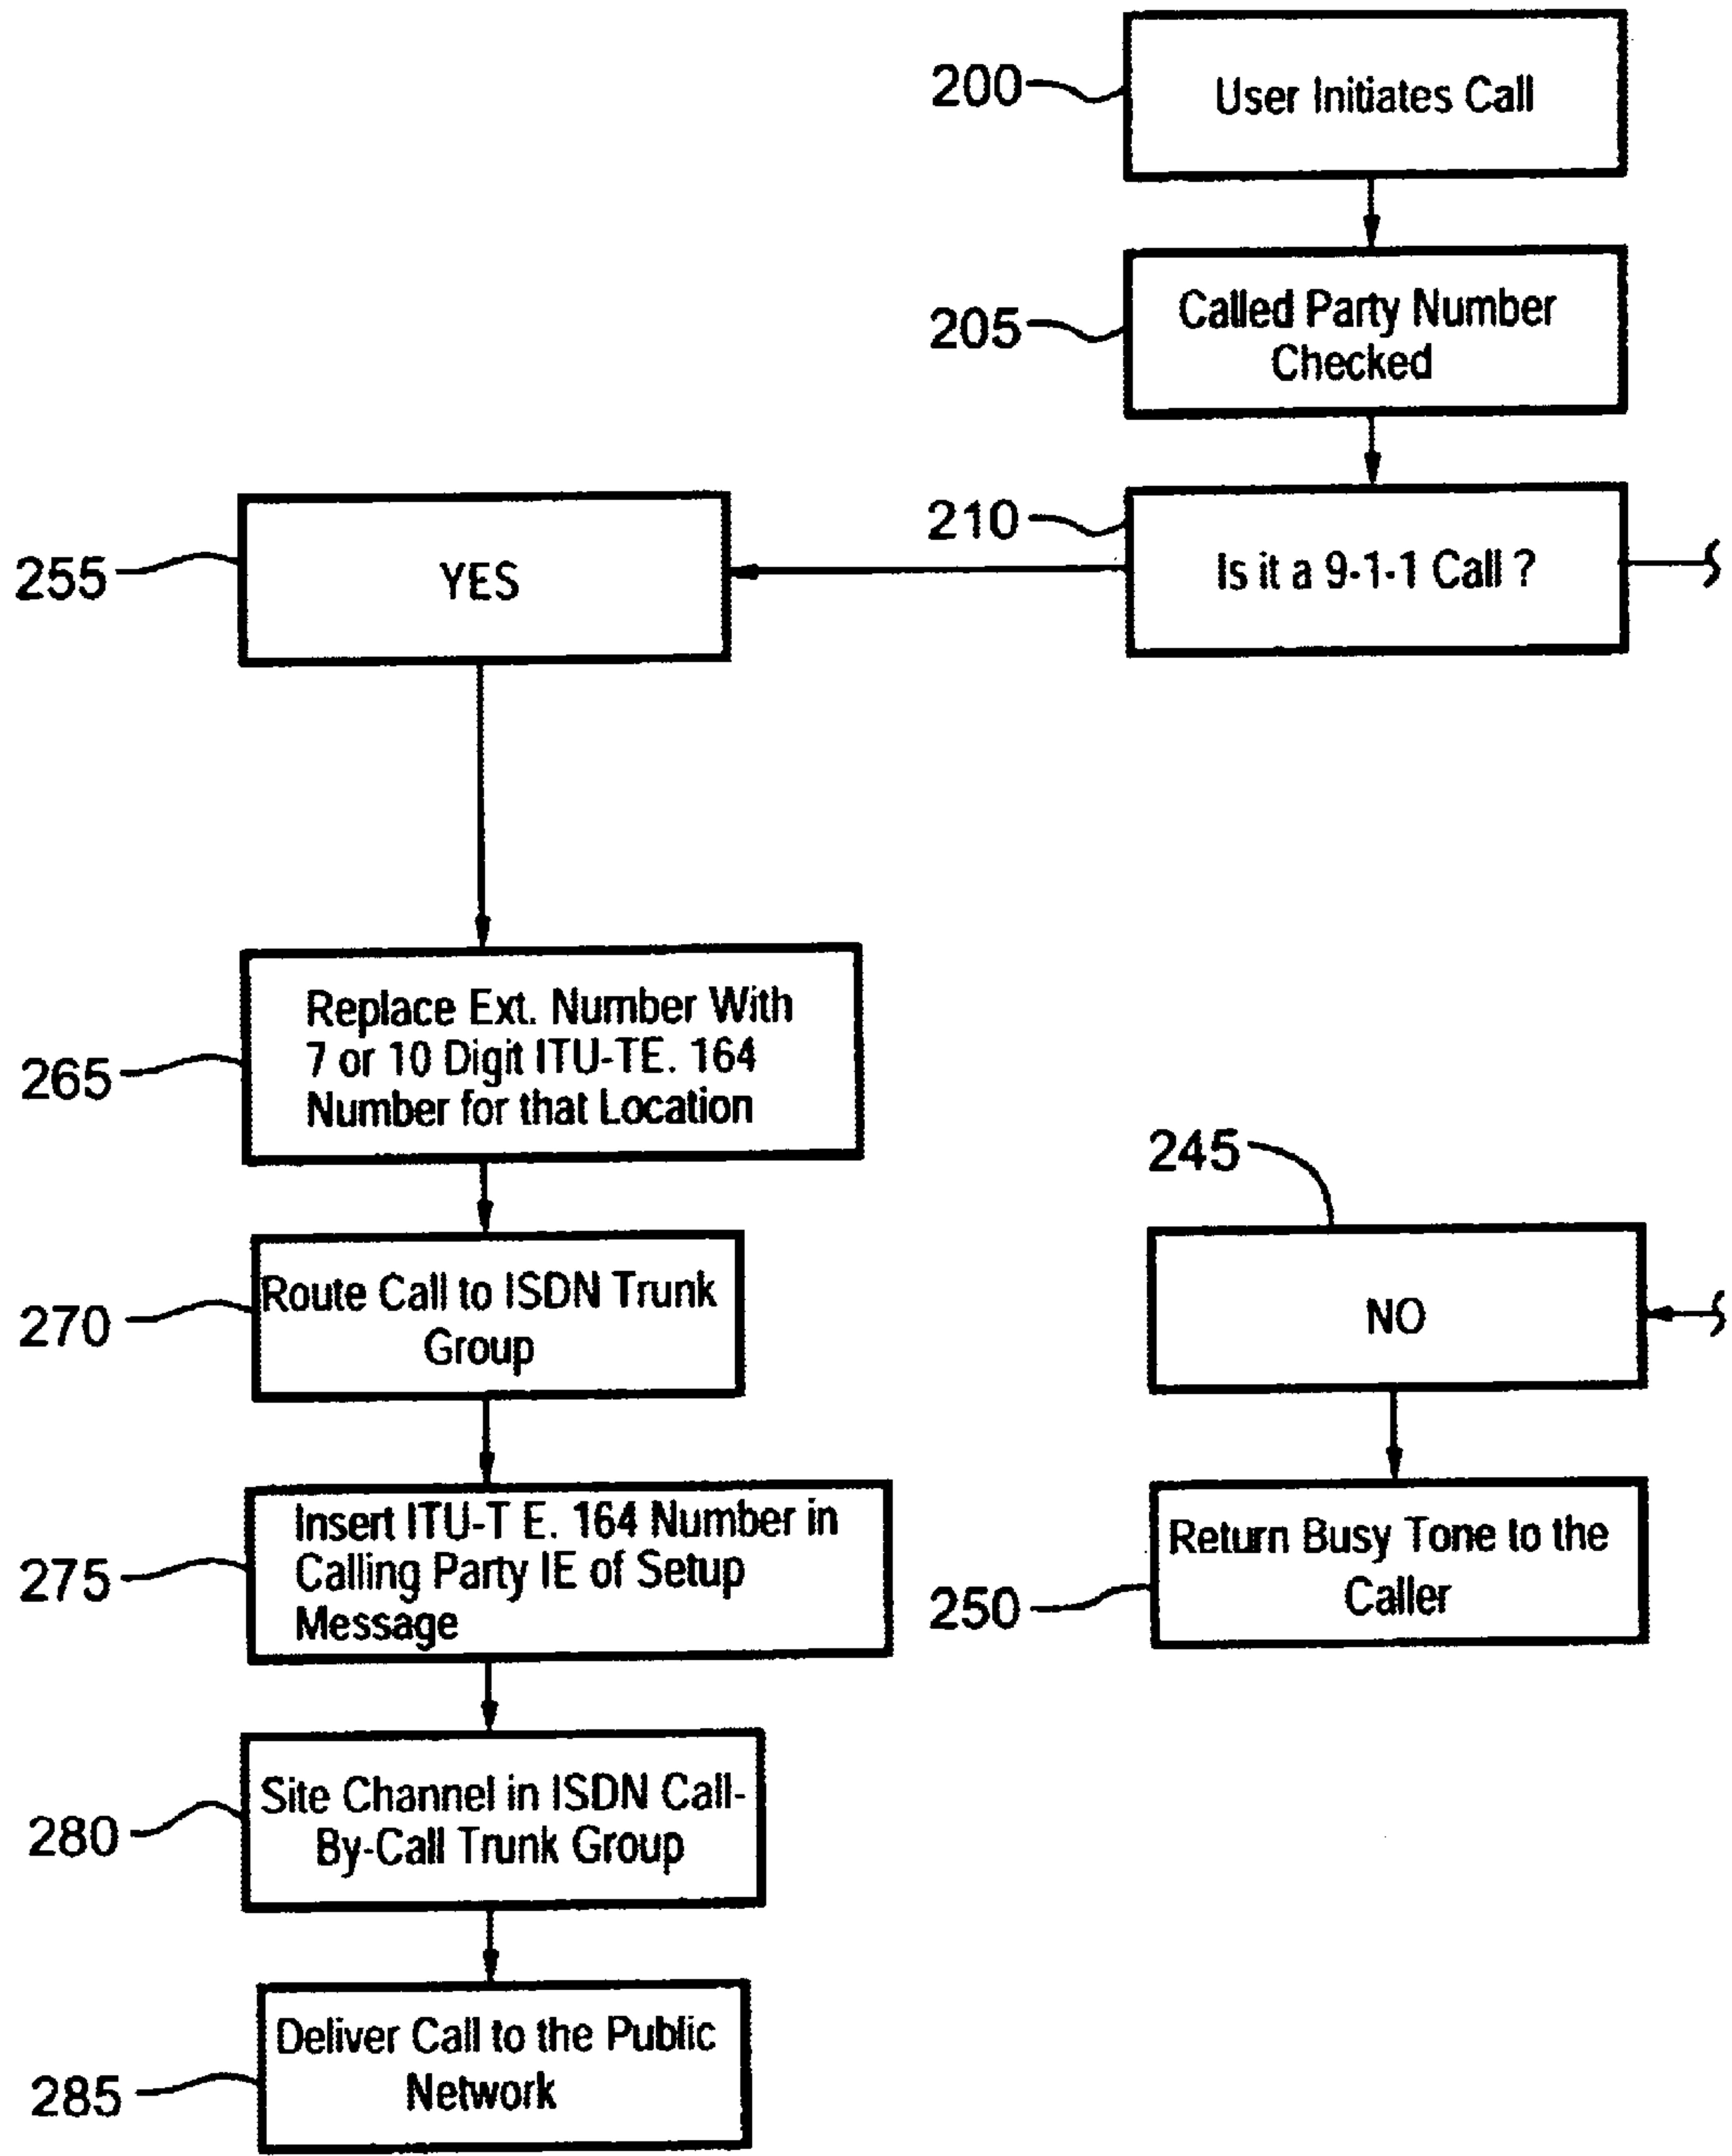 200
User Initiates Call
205
Called Party Number
Checked
210
Is it a 9-1-1 Call ?
255
YES
265
Replace Ext. Number With
7 or 10 Digit ITU-TE. 164
Number for that Location
270
Route Call to ISDN Trunk
Group
275
Insert ITU-T E. 164 Number in
Calling Party IE of Setup
Message
280
Site Channel in ISDN Call-
By-Call Trunk Group
285
Deliver Call to the Public
Network
245
NO
250
Return Busy Tone to the
Caller